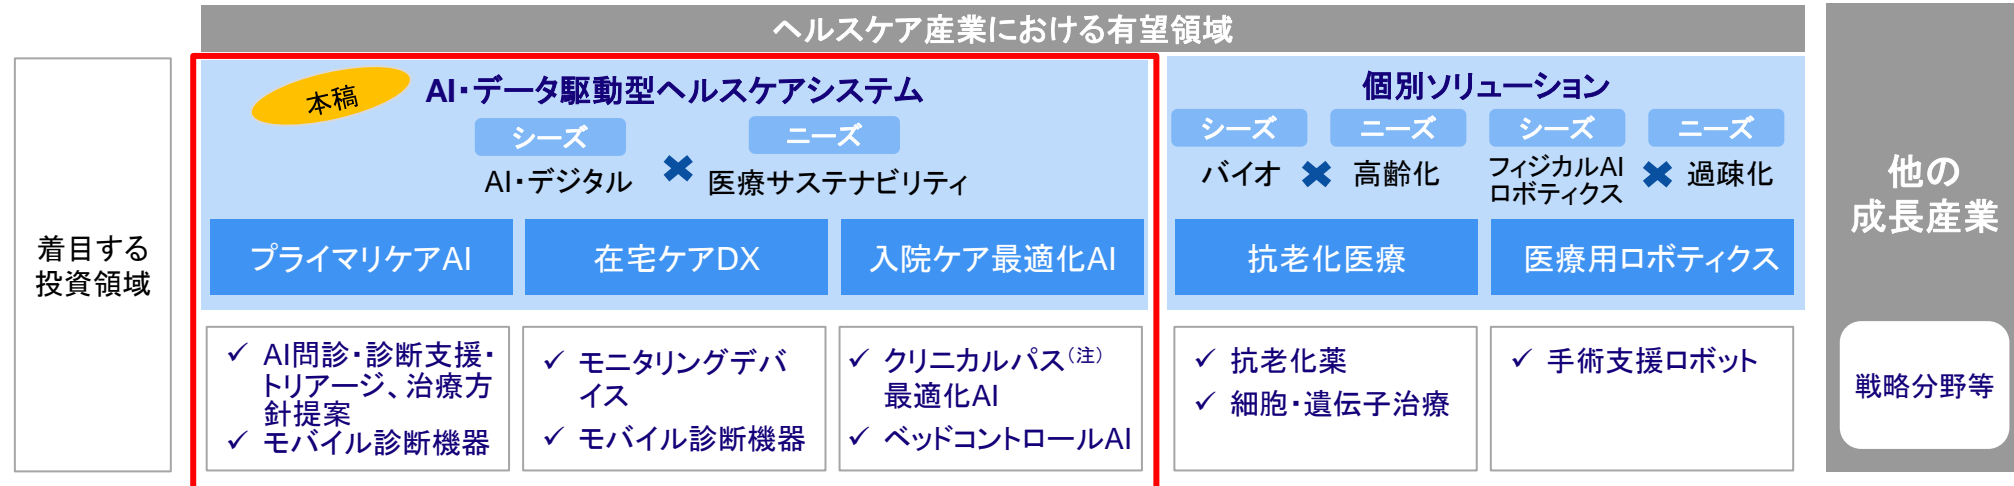 ヘルスケア産業における有望領域
着目する
投資領域
本稿
AI・データ駆動型ヘルスケアシステム
シーズ
ニーズ
AI・デジタル
×
医療サステナビリティ
プライマリケアAI
在宅ケアDX
入院ケア最適化AI
✓ AI問診・診断支援・
トリアージ、治療方
針提案
✓ モバイル診断機器
✓ モニタリングデバ
イス
✓ モバイル診断機器
✓ クリニカルパス(注)
最適化AI
✓ ベッドコントロールAI
個別ソリューション
シーズ
ニーズ
シーズ
ニーズ
バイオ
×
高齢化
フィジカルAI
ロボティクス
×
過疎化
抗老化医療
医療用ロボティクス
✓ 抗老化薬
✓ 細胞・遺伝子治療
✓ 手術支援ロボット
他の
成長産業
戦略分野等